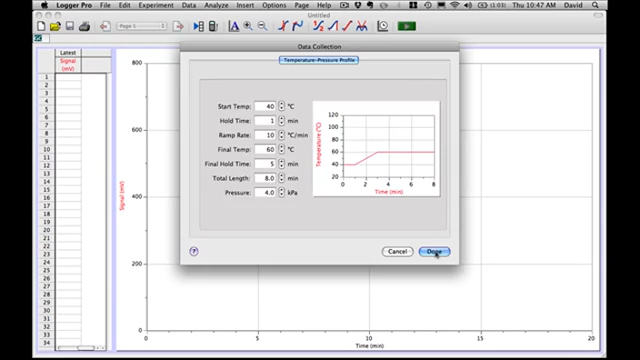 Logger Pro File Edit Experiment Data Analyze Insert Options Page Help (1:03) Thu 10:47 AM David
Untitled
Page 1
Data Collection
Temperature-Pressure Profile
Start Temp: 40 °C
Hold Time: 1 min
Ramp Rate: 10 °C/min
Final Temp: 60 °C
Final Hold Time: 5 min
Total Length: 8.0 min
Pressure: 4.0 kPa
Temperature (°C)
120
100
80
60
40
20
0 2 4 6 8
Time (min)
? Cancel Done
Latest
Signal
(mV)
1
2
3
4
5
6
7
8
9
10
11
12
13
14
15
16
17
18
19
20
21
22
23
24
25
26
27
28
29
30
31
32
33
34
Signal (mV)
800
600
400
200
0
0 5 10 15 20
Time (min)